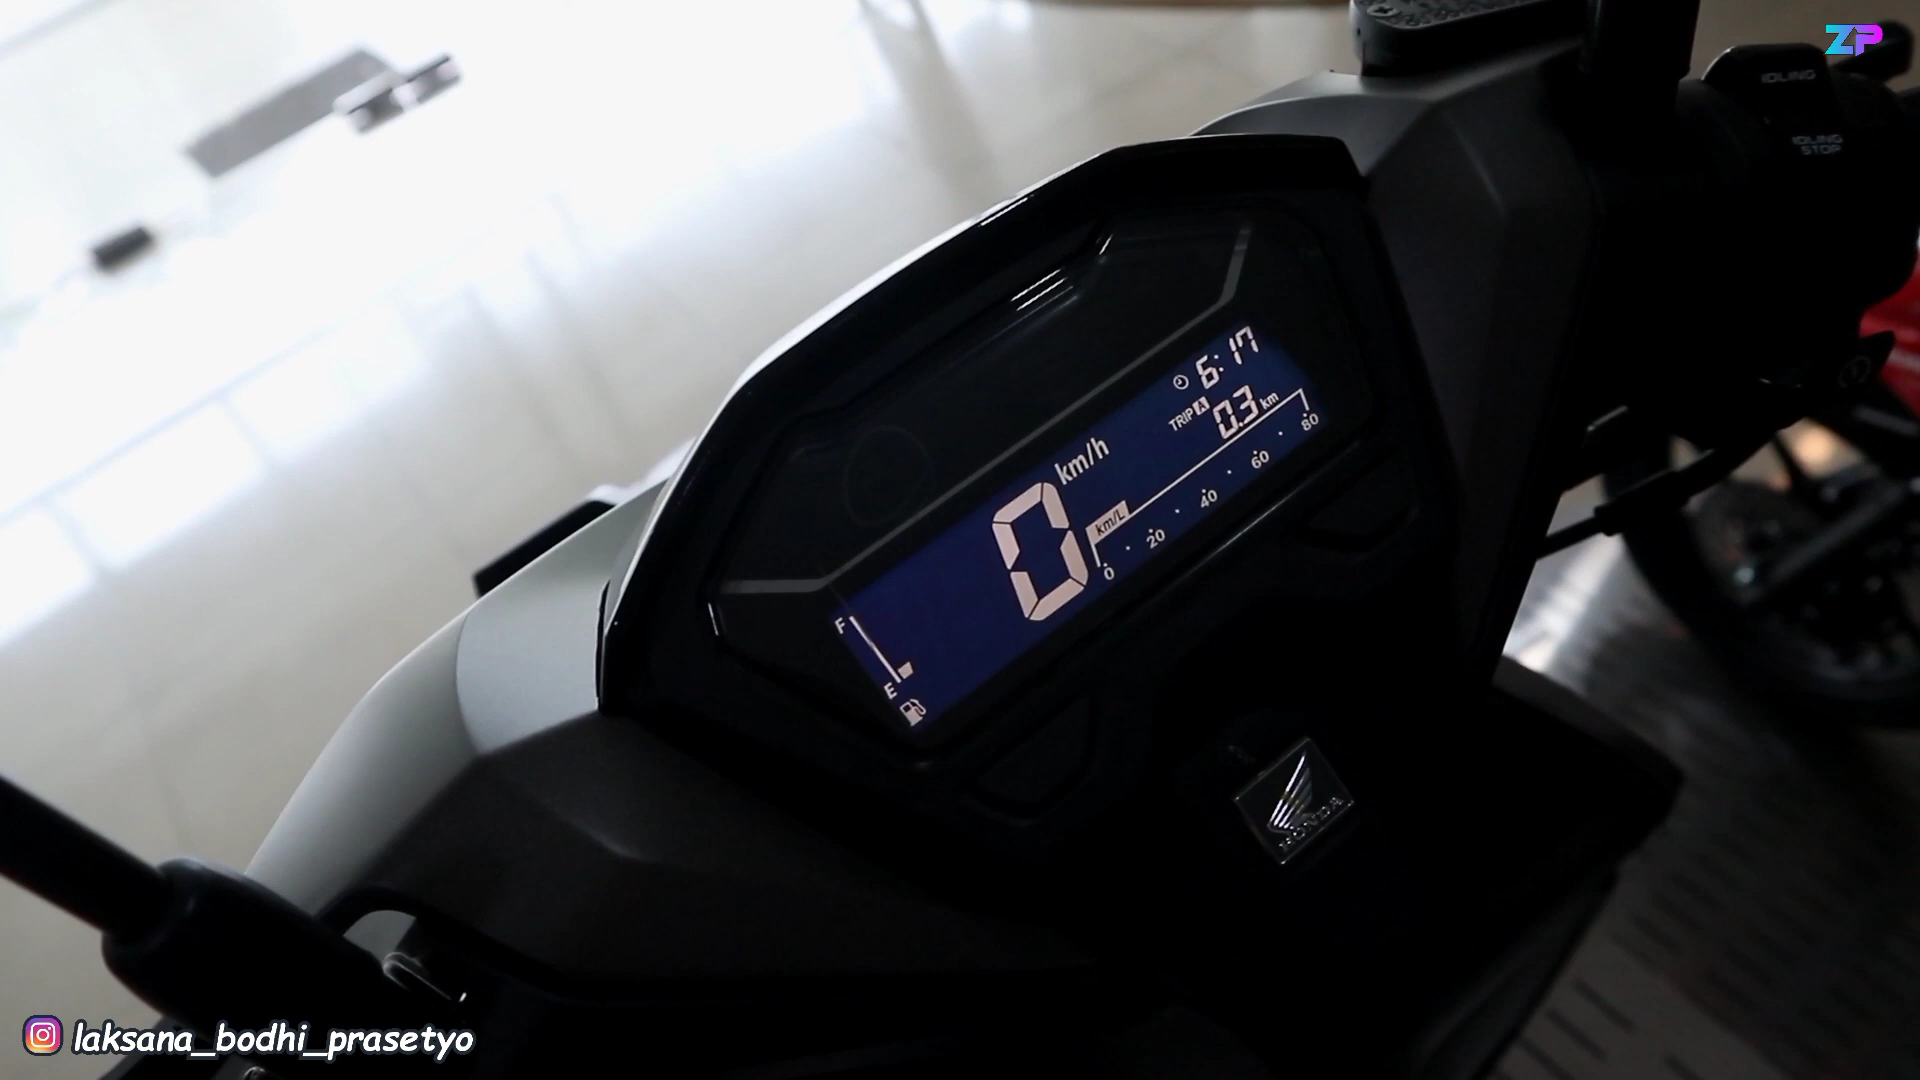 ZP
IDLING
IDLING
STOP
6:17
TRIP A 0.3 km
km/h
0
km/L
0 20 40 60 80
F
E
HONDA
laksana_bodhi_prasetyo